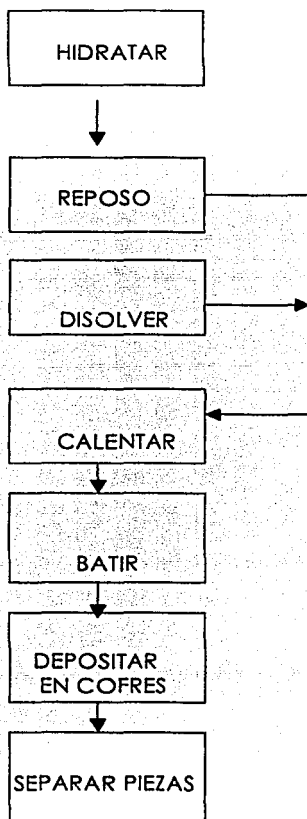 HIDRATAR
REPOSO
DISOLVER
CALENTAR
BATIR
DEPOSITAR
EN COFRES
SEPARAR PIEZAS